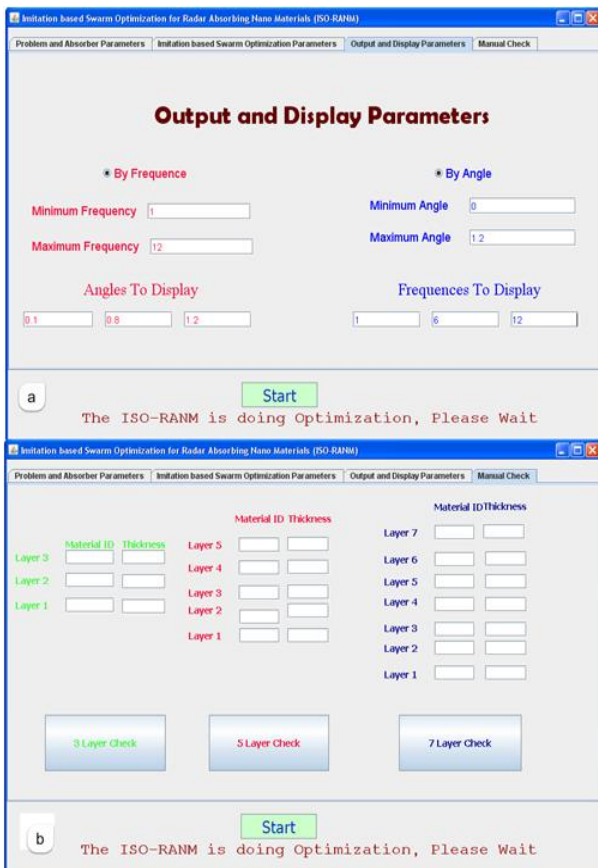 Imitation based Swarm Optimization for Radar Absorbing Nano Materials (ISO-RANM)
Problem and Absorber Parameters Imitation based Swarm Optimization Parameters Output and Display Parameters Manual Check
Output and Display Parameters
By Frequence By Angle
Minimum Frequency 1 Minimum Angle 0
Maximum Frequency 12 Maximum Angle 1.2
Angles To Display Frequences To Display
0.1 0.8 1.2 1 6 12
a Start
The ISO-RANM is doing Optimization, Please Wait
Imitation based Swarm Optimization for Radar Absorbing Nano Materials (ISO-RANM)
Problem and Absorber Parameters Imitation based Swarm Optimization Parameters Output and Display Parameters Manual Check
Material ID Thickness
Layer 3
Layer 2
Layer 1
Material ID Thickness
Layer 5
Layer 4
Layer 3
Layer 2
Layer 1
Material ID Thickness
Layer 7
Layer 6
Layer 5
Layer 4
Layer 3
Layer 2
Layer 1
3 Layer Check 5 Layer Check 7 Layer Check
b Start
The ISO-RANM is doing Optimization, Please Wait